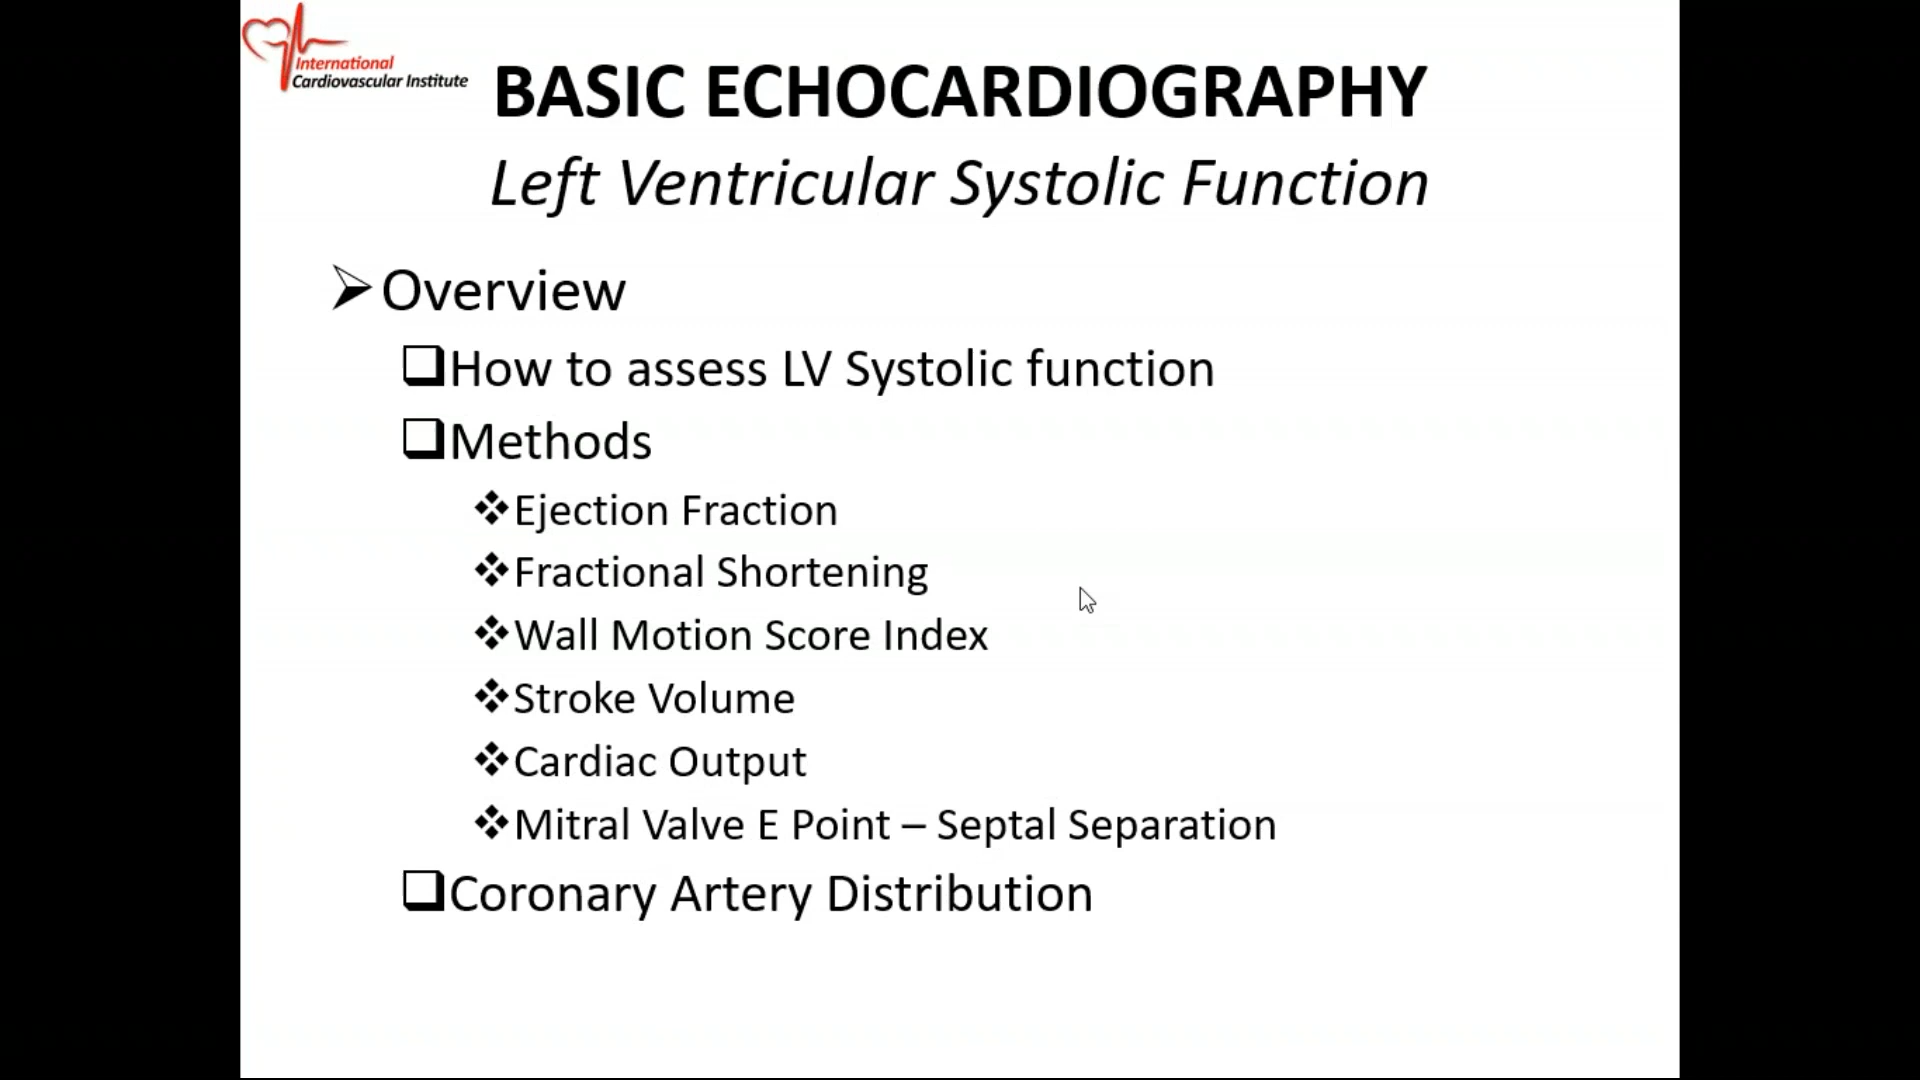 International
Cardiovascular Institute
BASIC ECHOCARDIOGRAPHY
Left Ventricular Systolic Function
Overview
How to assess LV Systolic function
Methods
Ejection Fraction
Fractional Shortening
Wall Motion Score Index
Stroke Volume
Cardiac Output
Mitral Valve E Point – Septal Separation
Coronary Artery Distribution